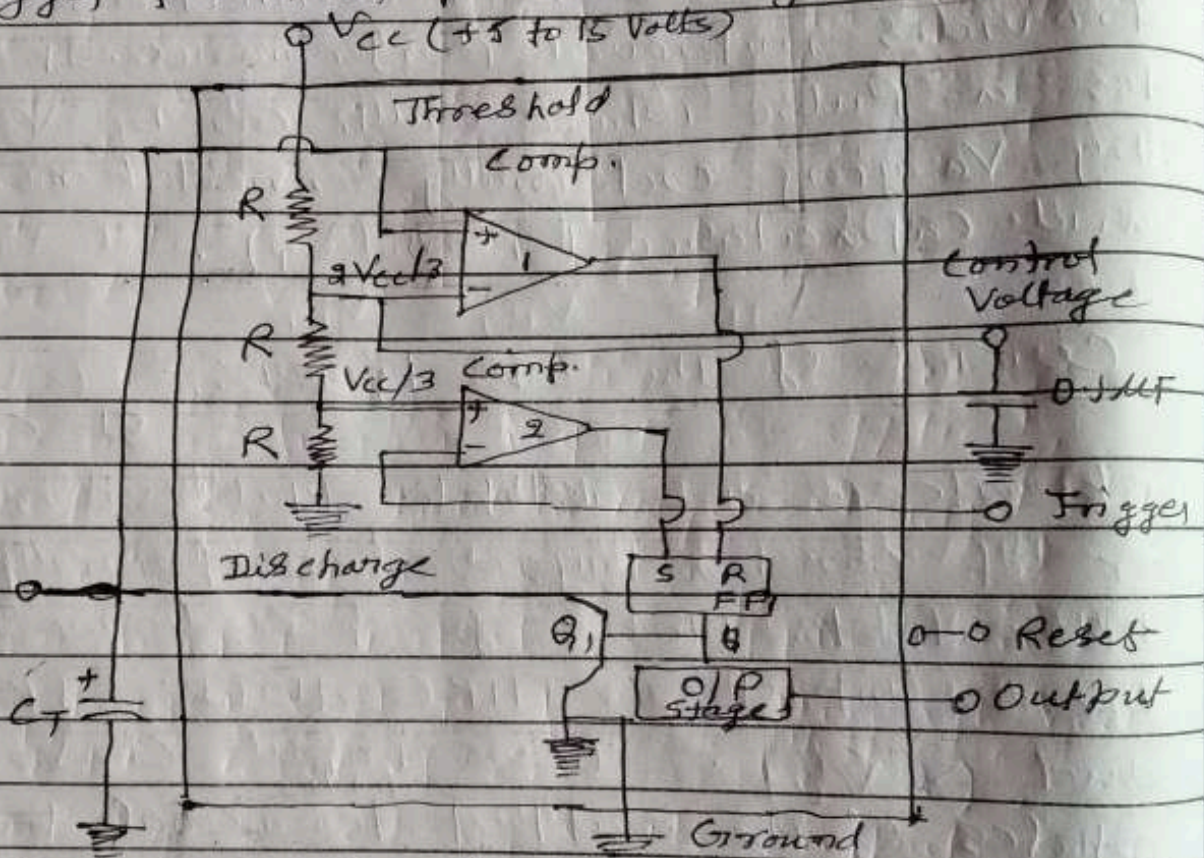 Vcc (+5 to 15 Volts)
Threshold
Comp.
R
+
1
2Vcc/3
−
Control
Voltage
R
Vcc/3
Comp.
+
2
−
R
Trigger
Discharge
S R
FF
Q1
Reset
O/P
Stage
Output
+
CT
Ground